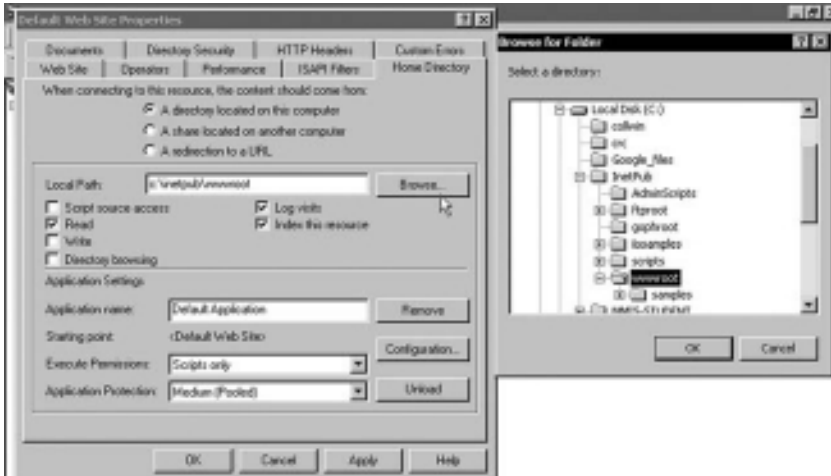 Default Web Site Properties
Documents
Directory Security
HTTP Headers
Custom Errors
Web Site
Operators
Performance
ISAPI Filters
Home Directory
When connecting to this resource, the content should come from:
A directory located on this computer
A share located on another computer
A redirection to a URL
Local Path:
c:\inetpub\wwwroot
Browse...
Script source access
Log visits
Read
Index this resource
Write
Directory browsing
Application Settings
Application name:
Default Application
Remove
Starting point:
<Default Web Site>
Configuration...
Execute Permissions:
Scripts only
Application Protection:
Medium (Pooled)
Unload
OK
Cancel
Apply
Help
Browse for Folder
Select a directory:
Local Disk (C:)
Google_files
InetPub
AdminScripts
ftproot
iissamples
scripts
wwwroot
samples
OK
Cancel